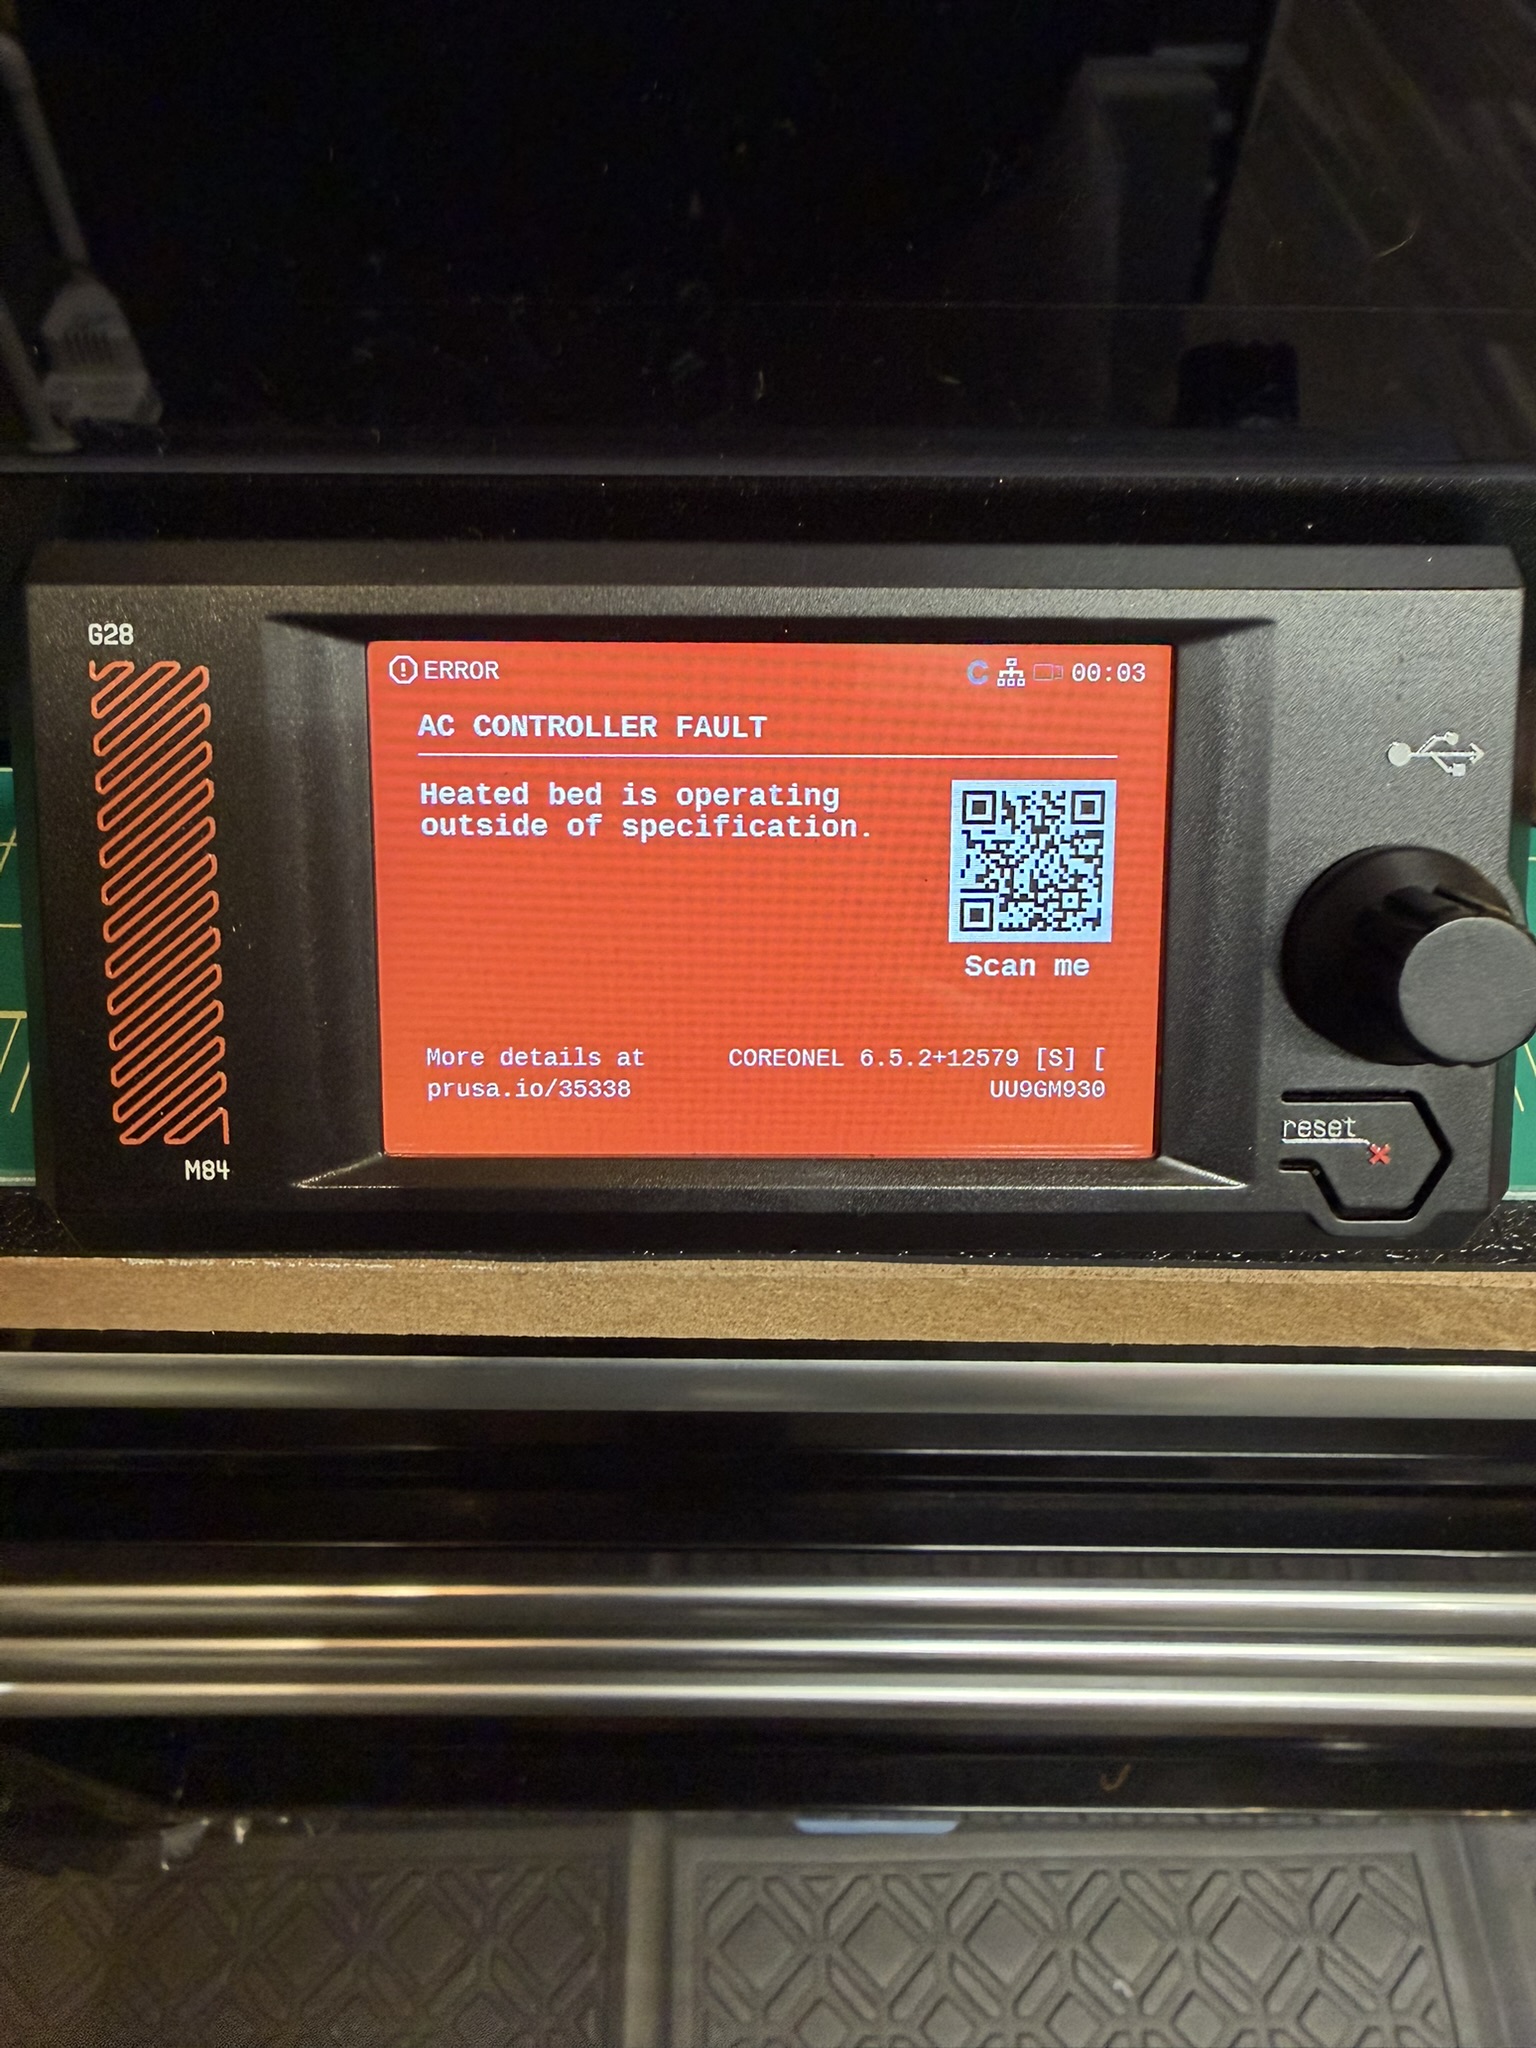 G28
ERROR
00:03
AC CONTROLLER FAULT
Heated bed is operating
outside of specification.
Scan me
More details at
prusa.io/35338
COREONEL 6.5.2+12579 [S] [
UU9GM930
reset
M84